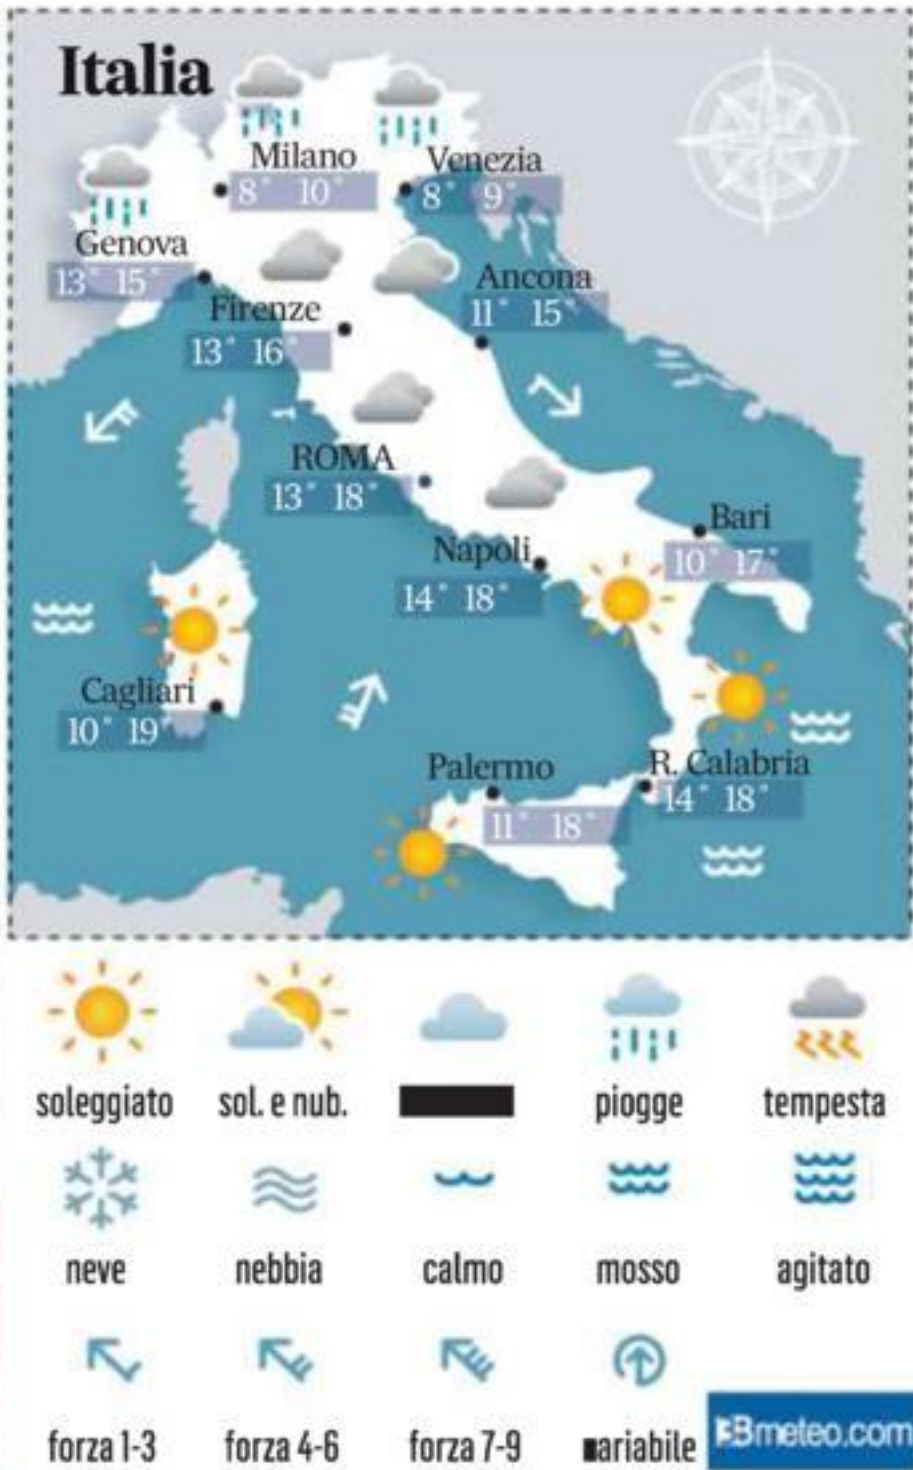 Italia
Milano
8° 10°
Venezia
8° 9°
Genova
13° 15°
Firenze
13° 16°
Ancona
11° 15°
ROMA
13° 18°
Bari
10° 17°
Napoli
14° 18°
Cagliari
10° 19°
Palermo
11° 18°
R. Calabria
14° 18°
soleggiato sol. e nub. piogge tempesta
neve nebbia calmo mosso agitato
forza 1-3 forza 4-6 forza 7-9 ariabile
3Bmeteo.com